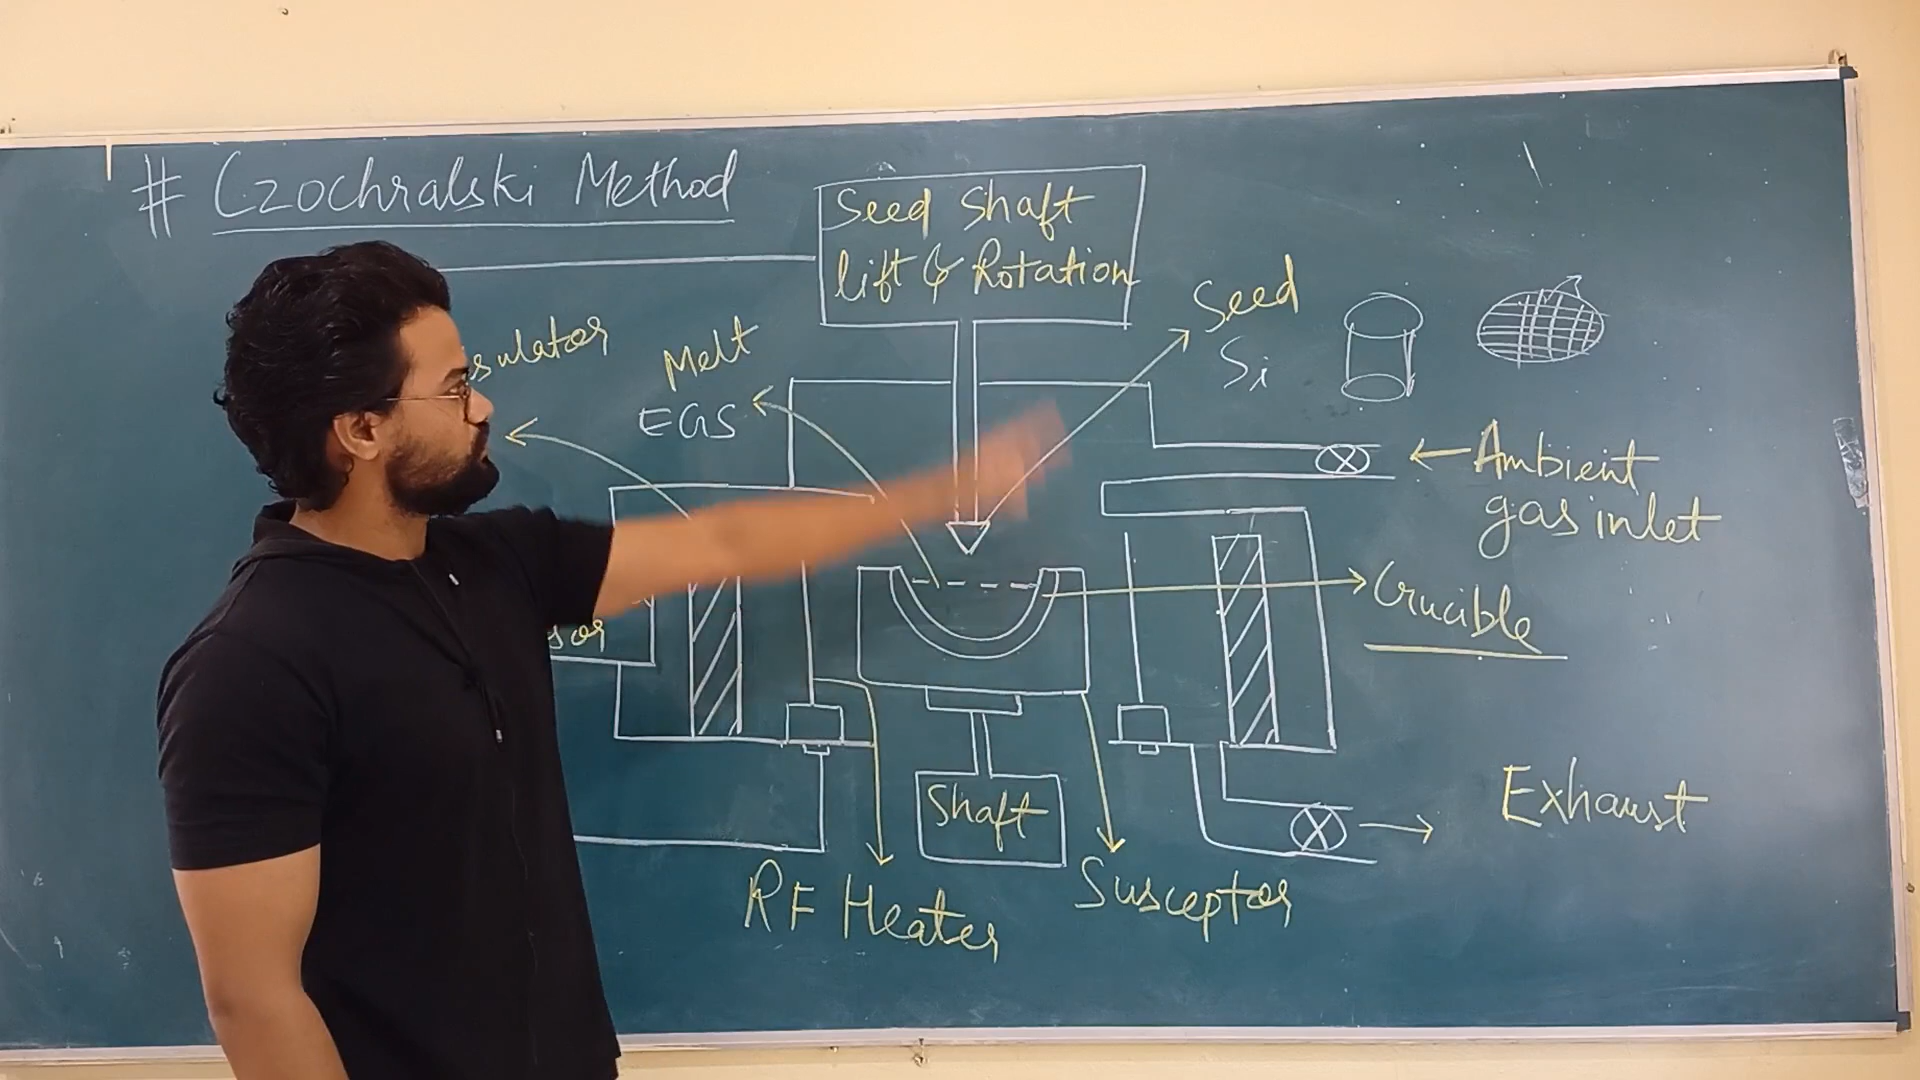 # Czochralski Method
Seed Shaft
lift & Rotation
sulator
Melt
EGS
Seed
Si
Ambient
gas inlet
Crucible
sor
Shaft
Exhaust
RF Heater
Susceptor